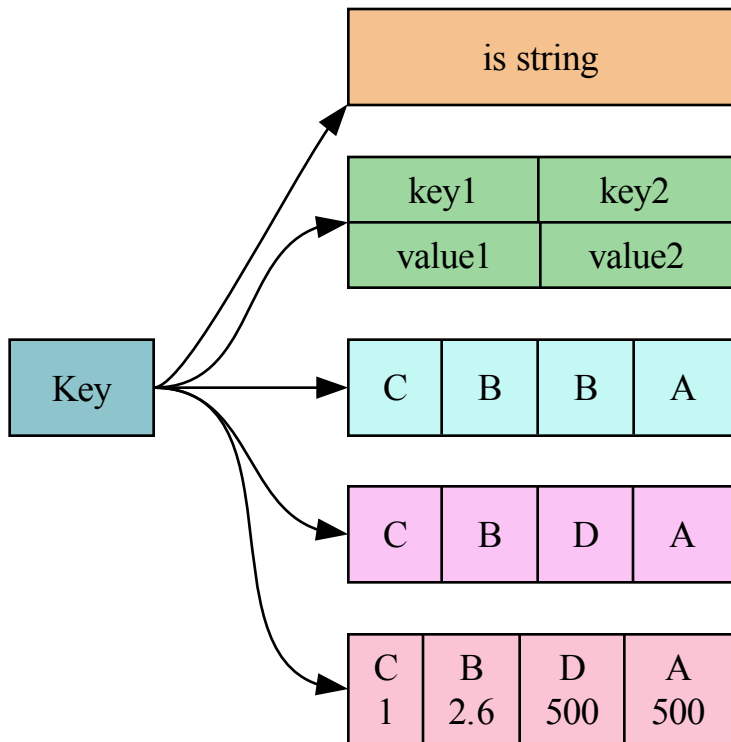 is string
key1 key2
value1 value2
Key
C B B A
C B D A
C B D A
1 2.6 500 500